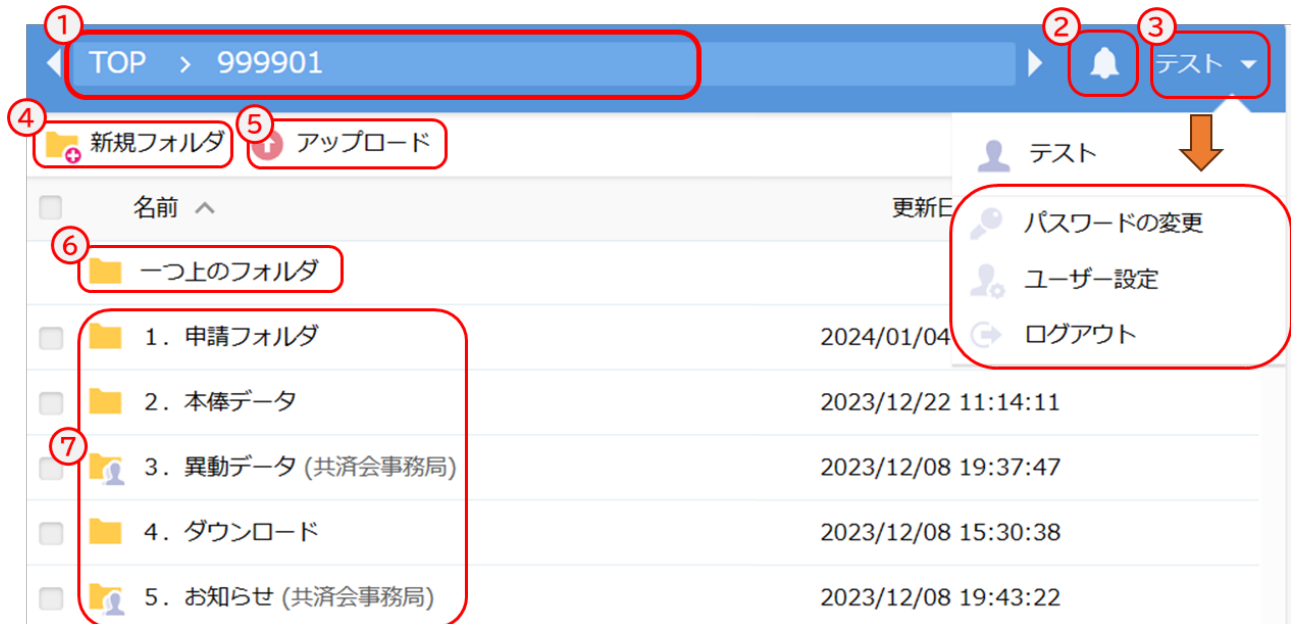 ① ② ③
TOP > 999901 テスト
④ 新規フォルダ ⑤ アップロード
テスト
名前 更新日
パスワードの変更
⑥ 一つ上のフォルダ
ユーザー設定
1. 申請フォルダ 2024/01/04
ログアウト
2. 本俸データ 2023/12/22 11:14:11
⑦
3. 異動データ (共済会事務局) 2023/12/08 19:37:47
4. ダウンロード 2023/12/08 15:30:38
5. お知らせ (共済会事務局) 2023/12/08 19:43:22